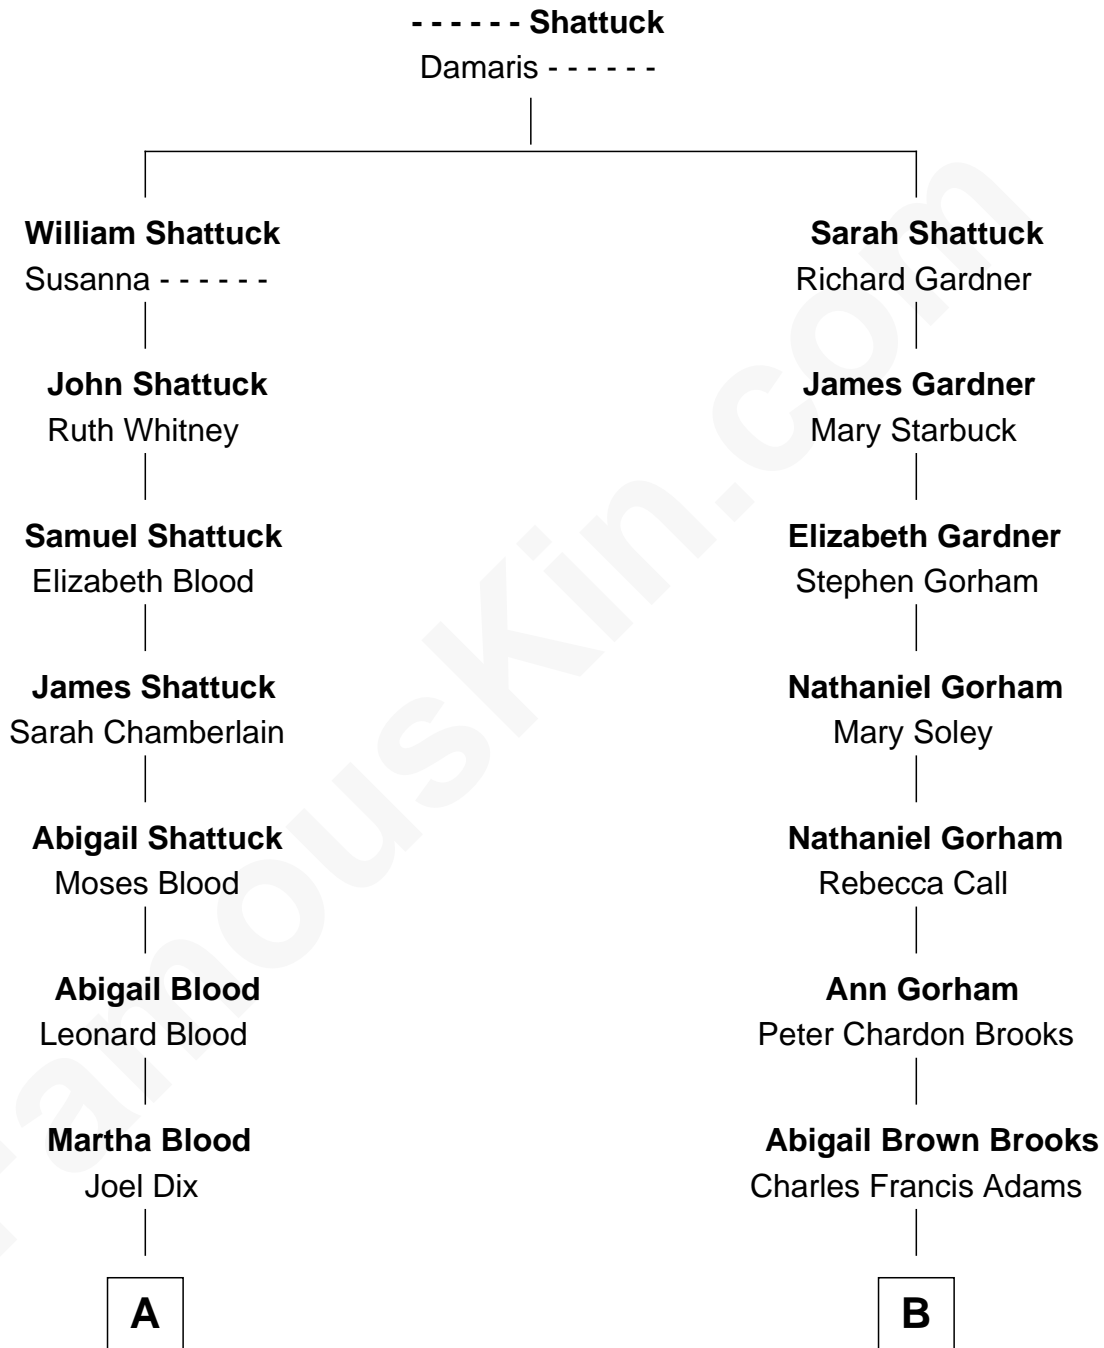 - - - - - - Shattuck
Damaris - - - - - -
William Shattuck
Susanna - - - - - -
Sarah Shattuck
Richard Gardner
John Shattuck
Ruth Whitney
James Gardner
Mary Starbuck
Samuel Shattuck
Elizabeth Blood
Elizabeth Gardner
Stephen Gorham
James Shattuck
Sarah Chamberlain
Nathaniel Gorham
Mary Soley
Abigail Shattuck
Moses Blood
Nathaniel Gorham
Rebecca Call
Abigail Blood
Leonard Blood
Ann Gorham
Peter Chardon Brooks
Martha Blood
Joel Dix
Abigail Brown Brooks
Charles Francis Adams
A
B
FamousKin.com